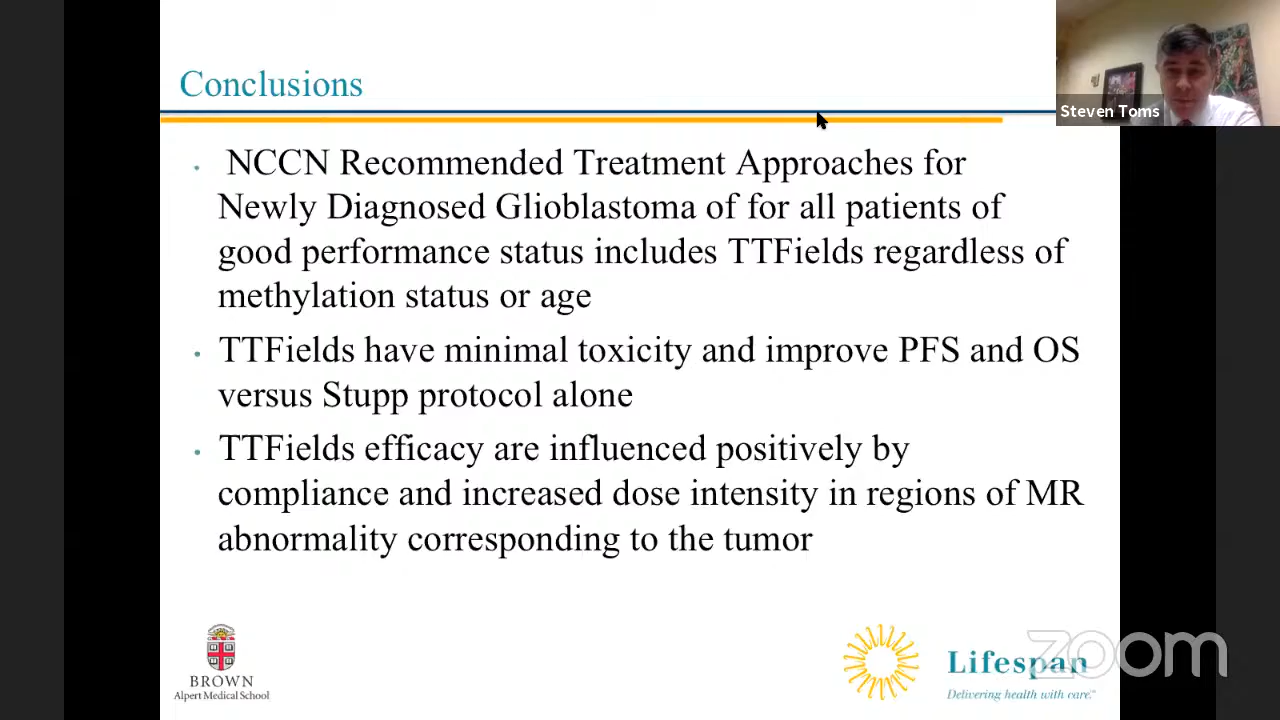 Conclusions
Steven Toms
• NCCN Recommended Treatment Approaches for
Newly Diagnosed Glioblastoma of for all patients of
good performance status includes TTFields regardless of
methylation status or age
• TTFields have minimal toxicity and improve PFS and OS
versus Stupp protocol alone
• TTFields efficacy are influenced positively by
compliance and increased dose intensity in regions of MR
abnormality corresponding to the tumor
BROWN
Alpert Medical School
Lifespan
Delivering health with care.™
zoom